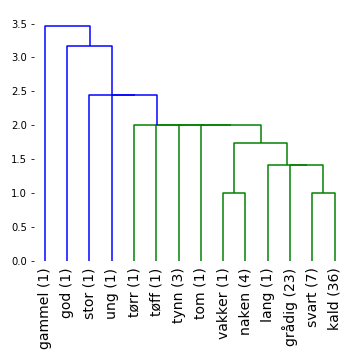 3.5
3.0
2.5
2.0
1.5
1.0
0.5
0.0
gammel (1)
god (1)
stor (1)
ung (1)
tørr (1)
tøff (1)
tynn (3)
tom (1)
vakker (1)
naken (4)
lang (1)
grådig (23)
svart (7)
kald (36)